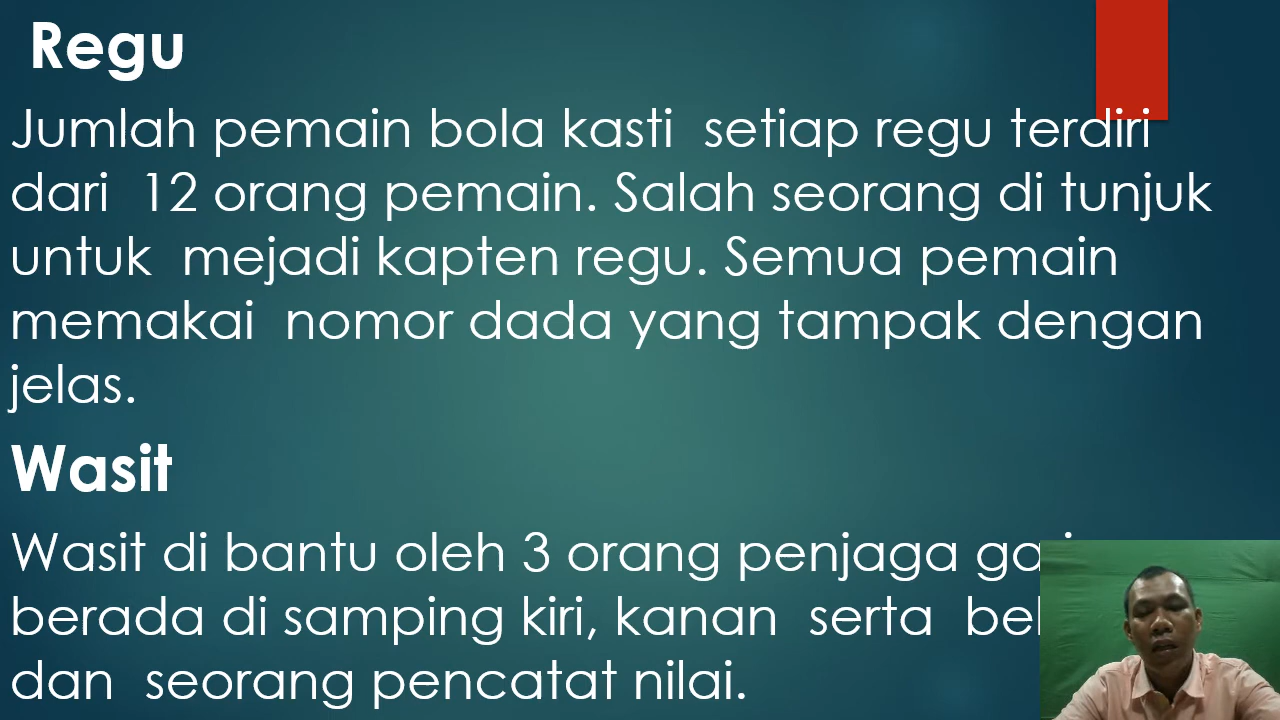 Regu
Jumlah pemain bola kasti setiap regu terdiri
dari 12 orang pemain. Salah seorang di tunjuk
untuk mejadi kapten regu. Semua pemain
memakai nomor dada yang tampak dengan
jelas.
Wasit
Wasit di bantu oleh 3 orang penjaga
berada di samping kiri, kanan serta
dan seorang pencatat nilai.